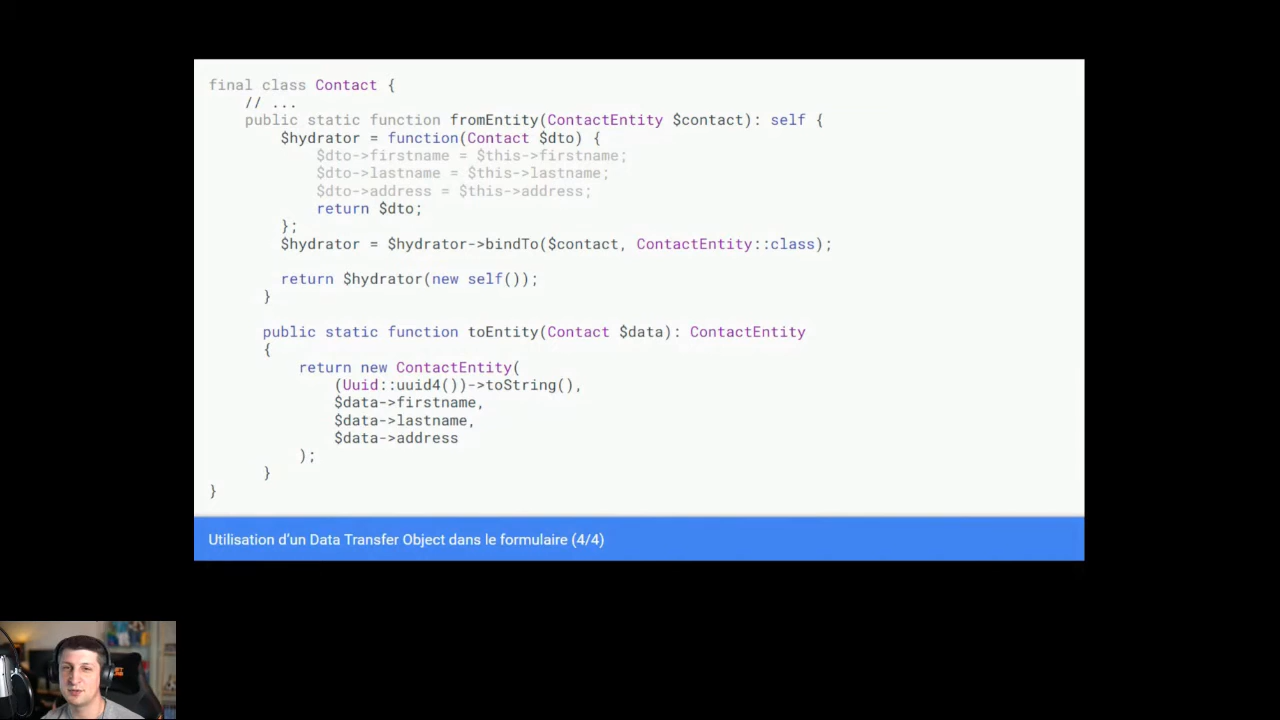 final class Contact {
// ...
public static function fromEntity(ContactEntity $contact): self {
$hydrator = function(Contact $dto) {
$dto->firstname = $this->firstname;
$dto->lastname = $this->lastname;
$dto->address = $this->address;
return $dto;
};
$hydrator = $hydrator->bindTo($contact, ContactEntity::class);
return $hydrator(new self());
}
public static function toEntity(Contact $data): ContactEntity
{
return new ContactEntity(
(Uuid::uuid4())->toString(),
$data->firstname,
$data->lastname,
$data->address
);
}
}
Utilisation d'un Data Transfer Object dans le formulaire (4/4)